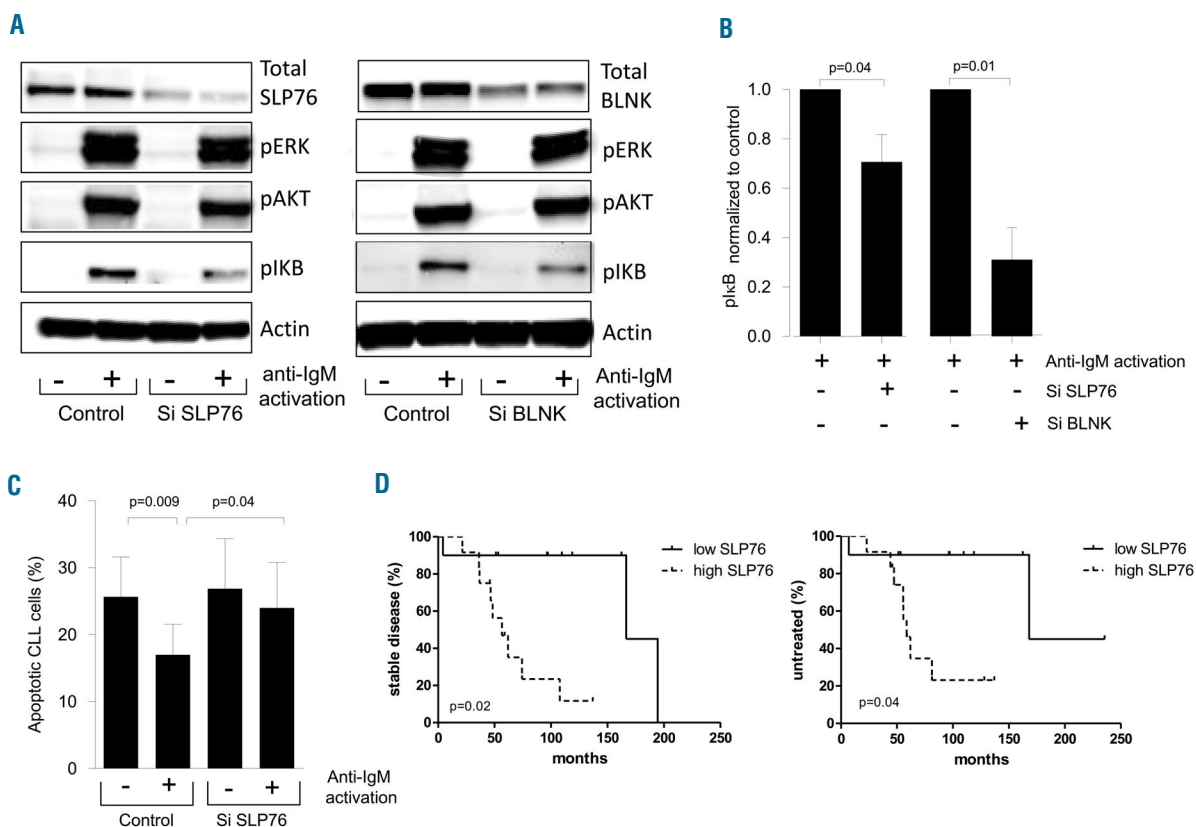 A
Total
SLP76
pERK
pAKT
pIKB
Actin
- + - + anti-IgM
activation
Control Si SLP76
Total
BLNK
pERK
pAKT
pIKB
Actin
- + - + Anti-IgM
activation
Control Si BLNK
B
p=0.04 p=0.01
pIκB normalized to control
1.0
0.8
0.6
0.4
0.2
0.0
+ + + + Anti-IgM activation
- + - - Si SLP76
- - - + Si BLNK
C
p=0.009 p=0.04
Apoptotic CLL cells (%)
40
30
20
10
0
- + - + Anti-IgM
activation
Control Si SLP76
D
stable disease (%)
100
80
60
40
20
0
low SLP76
high SLP76
p=0.02
0 50 100 150 200 250
months
untreated (%)
100
80
60
40
20
0
low SLP76
high SLP76
p=0.04
0 50 100 150 200 250
months